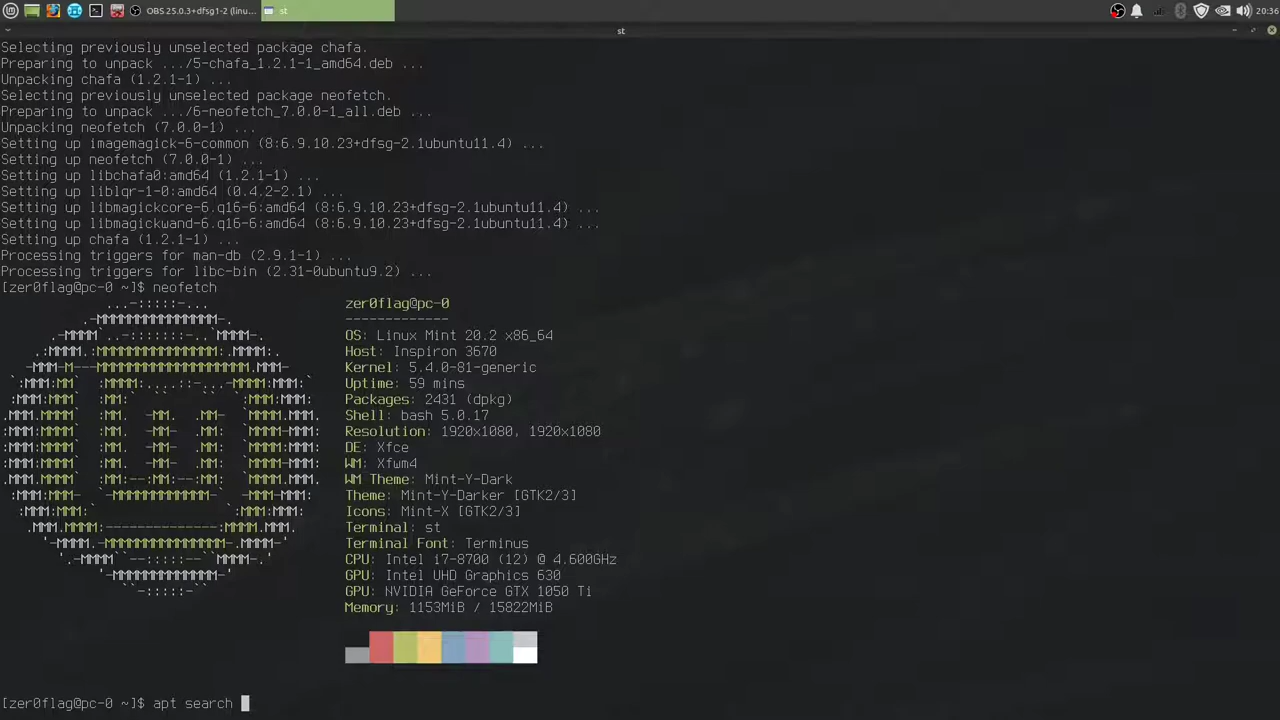 OBS 25.0.3+dfsg1-2 (linu... st 20:36
st
Selecting previously unselected package chafa.
Preparing to unpack .../5-chafa_1.2.1-1_amd64.deb ...
Unpacking chafa (1.2.1-1) ...
Selecting previously unselected package neofetch.
Preparing to unpack .../6-neofetch_7.0.0-1_all.deb ...
Unpacking neofetch (7.0.0-1) ...
Setting up imagemagick-6-common (8:6.9.10.23+dfsg-2.1ubuntu11.4) ...
Setting up neofetch (7.0.0-1) ...
Setting up libchafa0:amd64 (1.2.1-1) ...
Setting up liblqr-1-0:amd64 (0.4.2-2.1) ...
Setting up libmagickcore-6.q16-6:amd64 (8:6.9.10.23+dfsg-2.1ubuntu11.4) ...
Setting up libmagickwand-6.q16-6:amd64 (8:6.9.10.23+dfsg-2.1ubuntu11.4) ...
Setting up chafa (1.2.1-1) ...
Processing triggers for man-db (2.9.1-1) ...
Processing triggers for libc-bin (2.31-0ubuntu9.2) ...
[zer0flag@pc-0 ~]$ neofetch
zer0flag@pc-0
-------------
OS: Linux Mint 20.2 x86_64
Host: Inspiron 3670
Kernel: 5.4.0-81-generic
Uptime: 59 mins
Packages: 2431 (dpkg)
Shell: bash 5.0.17
Resolution: 1920x1080, 1920x1080
DE: Xfce
WM: Xfwm4
WM Theme: Mint-Y-Dark
Theme: Mint-Y-Darker [GTK2/3]
Icons: Mint-X [GTK2/3]
Terminal: st
Terminal Font: Terminus
CPU: Intel i7-8700 (12) @ 4.600GHz
GPU: Intel UHD Graphics 630
GPU: NVIDIA GeForce GTX 1050 Ti
Memory: 1153MiB / 15822MiB
[zer0flag@pc-0 ~]$ apt search